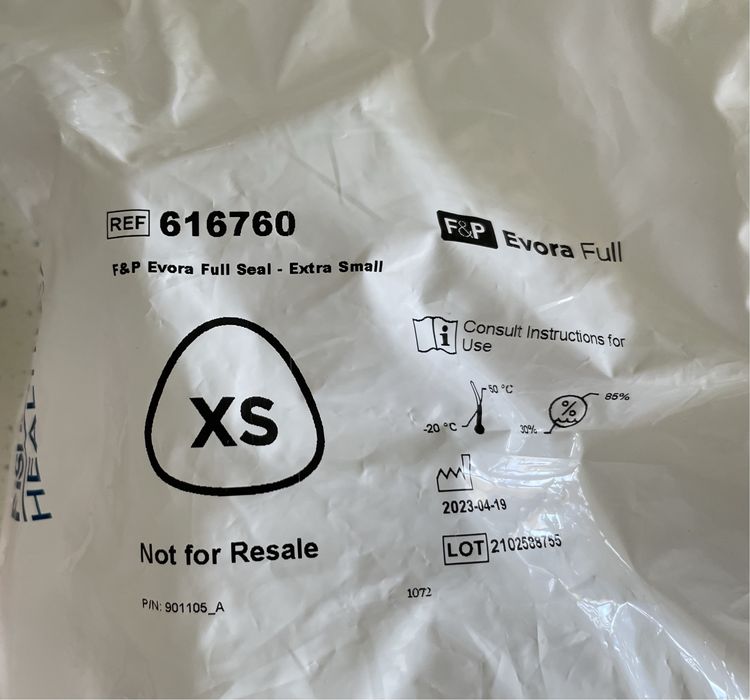 REF 616760
F&P Evora Full Seal - Extra Small
XS
Not for Resale
P/N: 901105_A
F&P Evora Full
Consult Instructions for
Use
50 °C
-20 °C
%
85%
30%
2023-04-19
LOT 2102588755
1072
HEAL